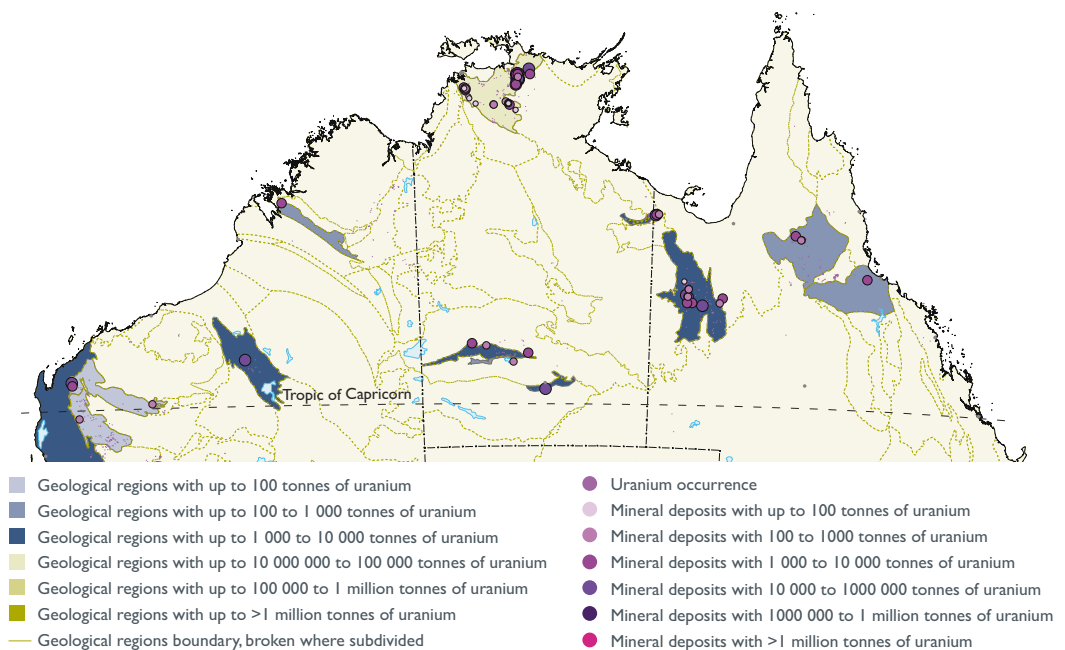 Tropic of Capricorn
Geological regions with up to 100 tonnes of uranium
Geological regions with up to 100 to 1 000 tonnes of uranium
Geological regions with up to 1 000 to 10 000 tonnes of uranium
Geological regions with up to 10 000 000 to 100 000 tonnes of uranium
Geological regions with up to 100 000 to 1 million tonnes of uranium
Geological regions with up to >1 million tonnes of uranium
Geological regions boundary, broken where subdivided
Uranium occurrence
Mineral deposits with up to 100 tonnes of uranium
Mineral deposits with 100 to 1000 tonnes of uranium
Mineral deposits with 1 000 to 10 000 tonnes of uranium
Mineral deposits with 10 000 to 1000 000 tonnes of uranium
Mineral deposits with 1000 000 to 1 million tonnes of uranium
Mineral deposits with >1 million tonnes of uranium